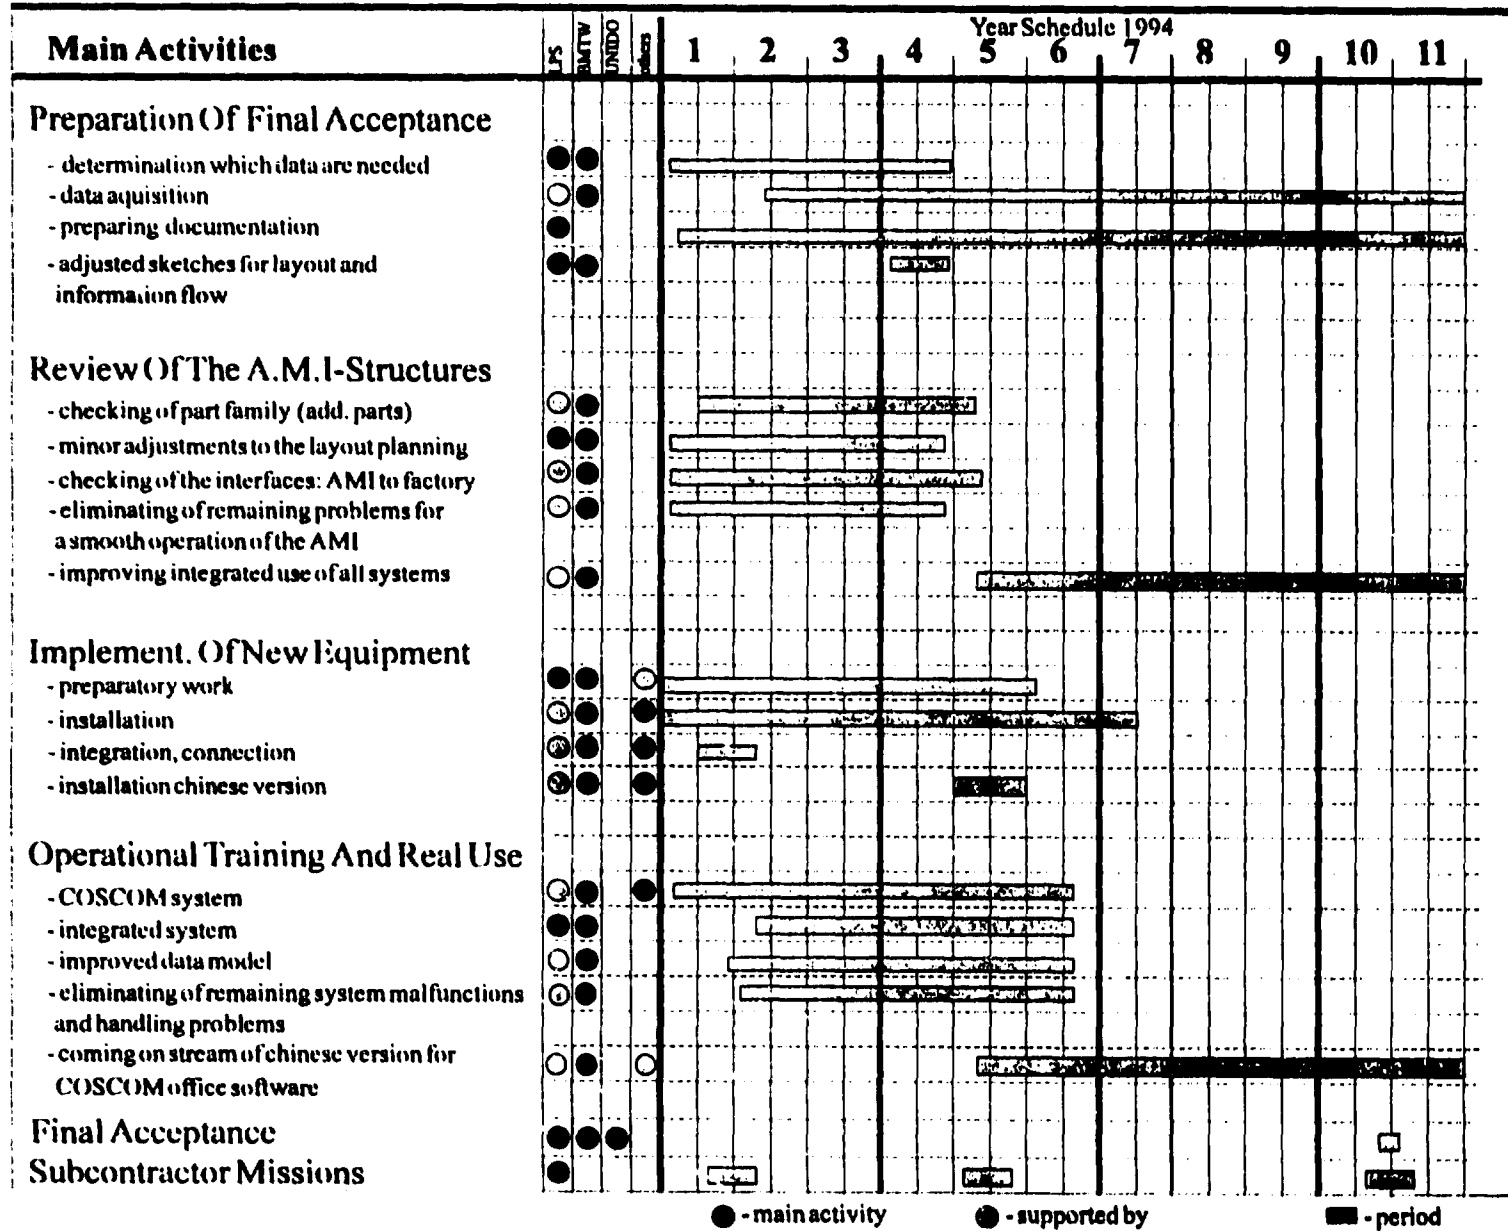 Year Schedule 1994
Main Activities LPS BMTW UNIDO others 1 2 3 4 5 6 7 8 9 10 11
Preparation Of Final Acceptance
- determination which data are needed
- data aquisition
- preparing documentation
- adjusted sketches for layout and
information flow
Review Of The A.M.I-Structures
- checking of part family (add. parts)
- minor adjustments to the layout planning
- checking of the interfaces: AMI to factory
- eliminating of remaining problems for
a smooth operation of the AMI
- improving integrated use of all systems
Implement. Of New Equipment
- preparatory work
- installation
- integration, connection
- installation chinese version
Operational Training And Real Use
- COSCOM system
- integrated system
- improved data model
- eliminating of remaining system malfunctions
and handling problems
- coming on stream of chinese version for
COSCOM office software
Final Acceptance
Subcontractor Missions
- main activity - supported by - period